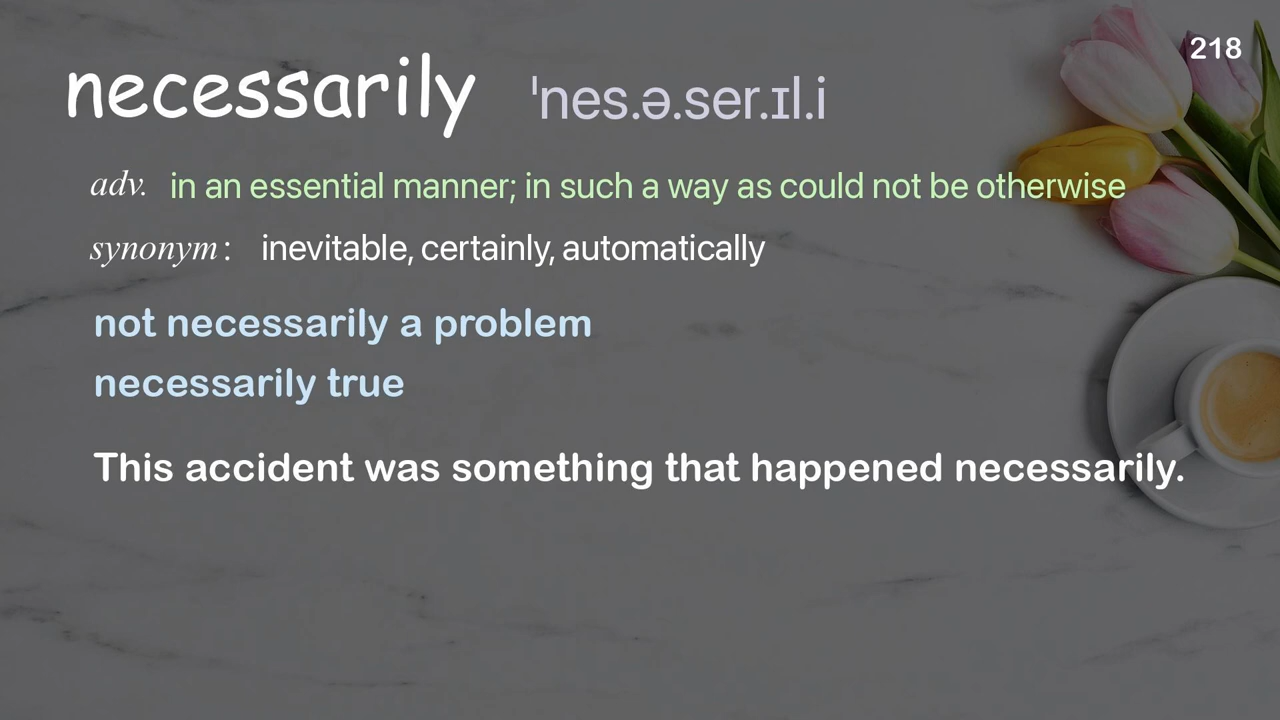 218
necessarily ˈnes.ə.ser.ɪl.i
adv. in an essential manner; in such a way as could not be otherwise
synonym: inevitable, certainly, automatically
not necessarily a problem
necessarily true
This accident was something that happened necessarily.